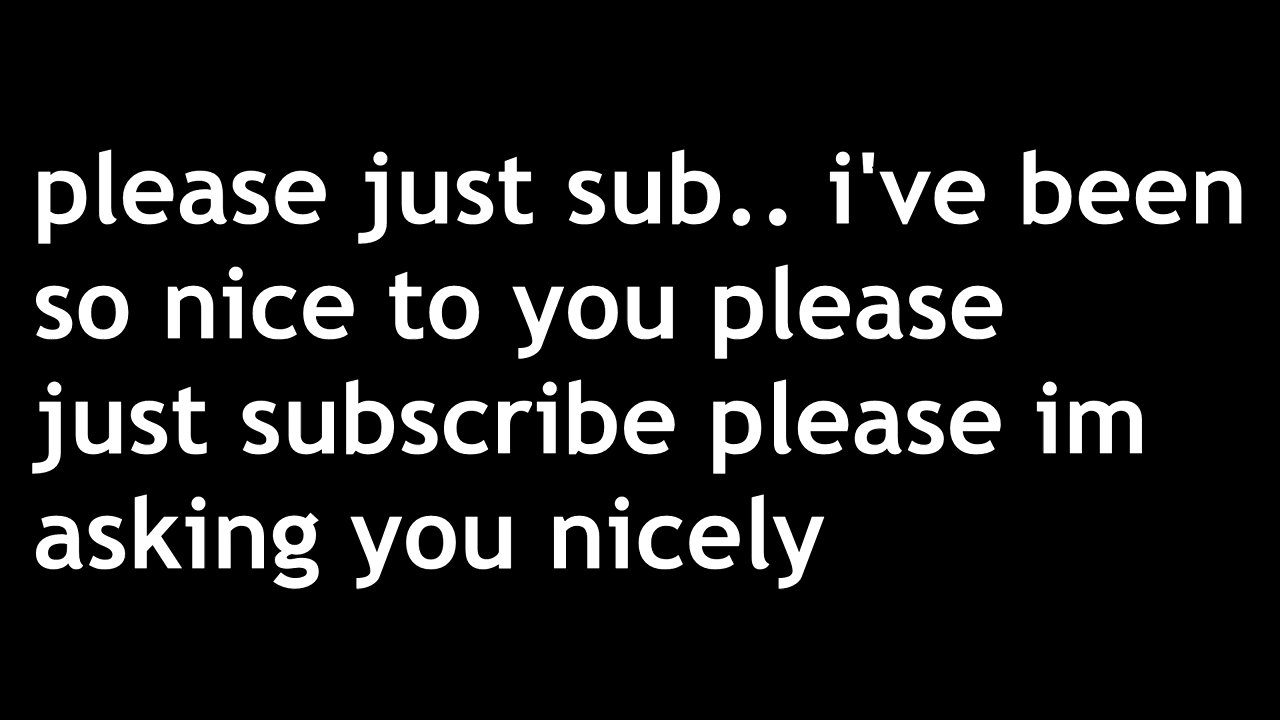 please just sub.. i've been
so nice to you please
just subscribe please im
asking you nicely